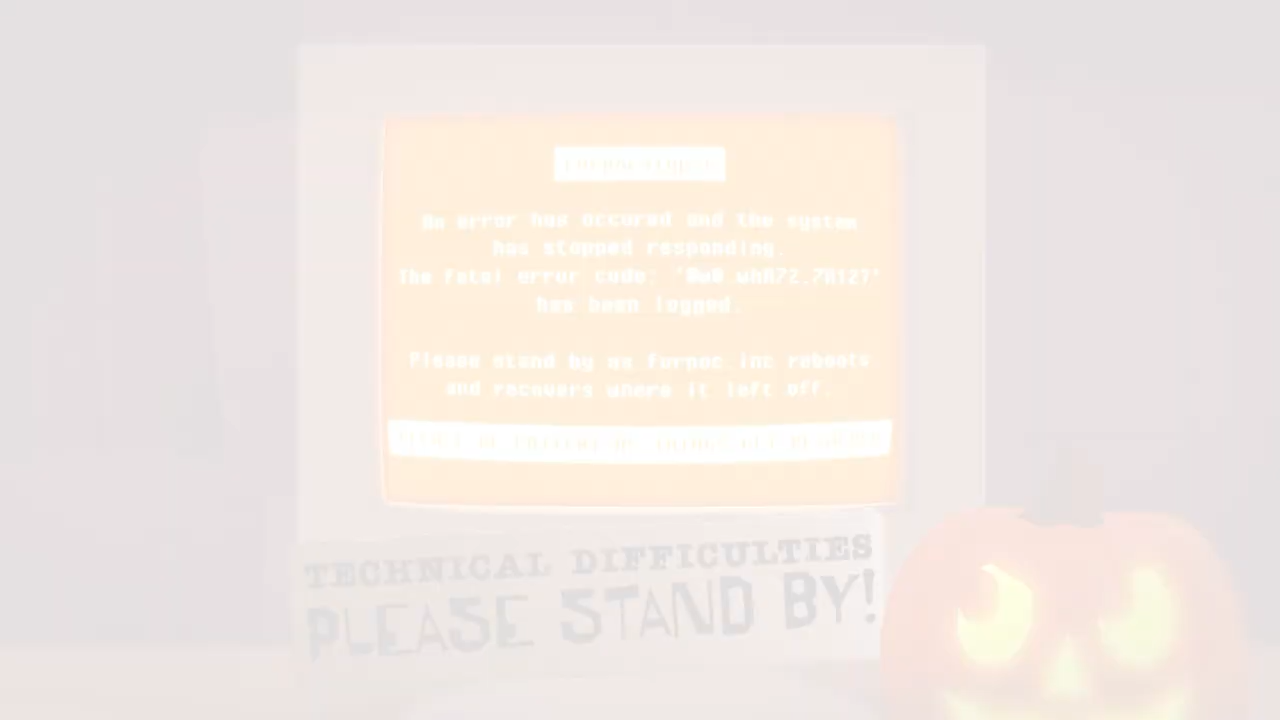 An error has occured and the system
has stopped responding.
The fatal error code:
has been logged.
Please stand by as furnac inc reboots
and recovers where it left off.
TECHNICAL DIFFICULTIES
PLEASE STAND BY!